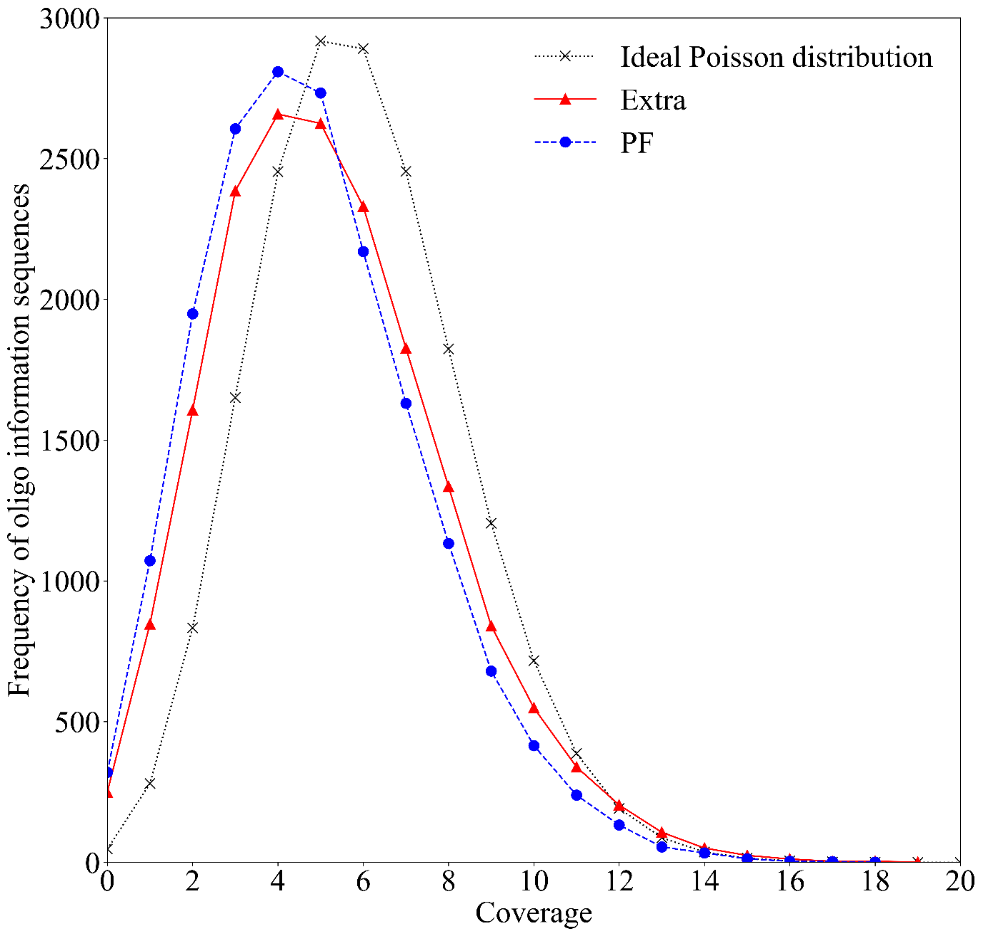 3000
2500
2000
1500
1000
500
0
Frequency of oligo information sequences
Ideal Poisson distribution
Extra
PF
0 2 4 6 8 10 12 14 16 18 20
Coverage